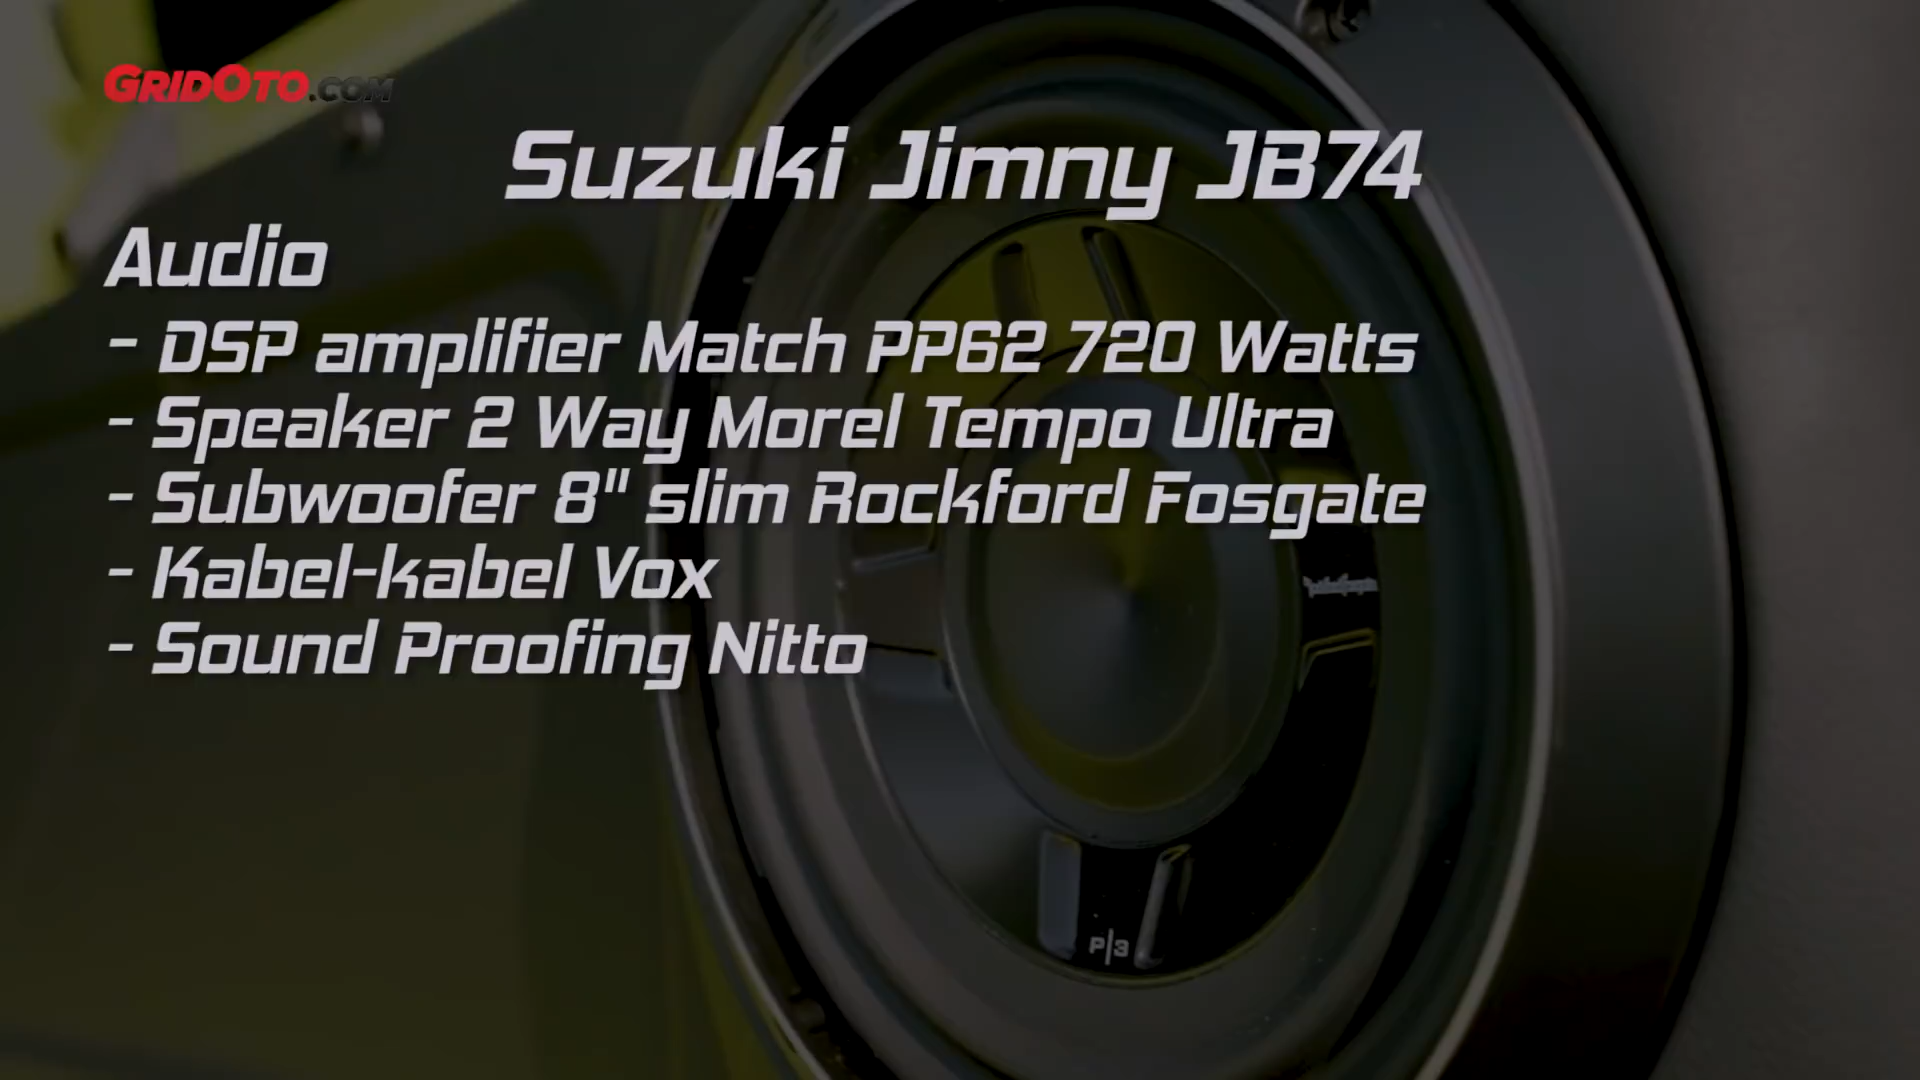 GRIDOTO.COM
Suzuki Jimny JB74
Audio
- DSP amplifier Match PP62 720 Watts
- Speaker 2 Way Morel Tempo Ultra
- Subwoofer 8" slim Rockford Fosgate
- Kabel-kabel Vox
- Sound Proofing Nitto
P|3